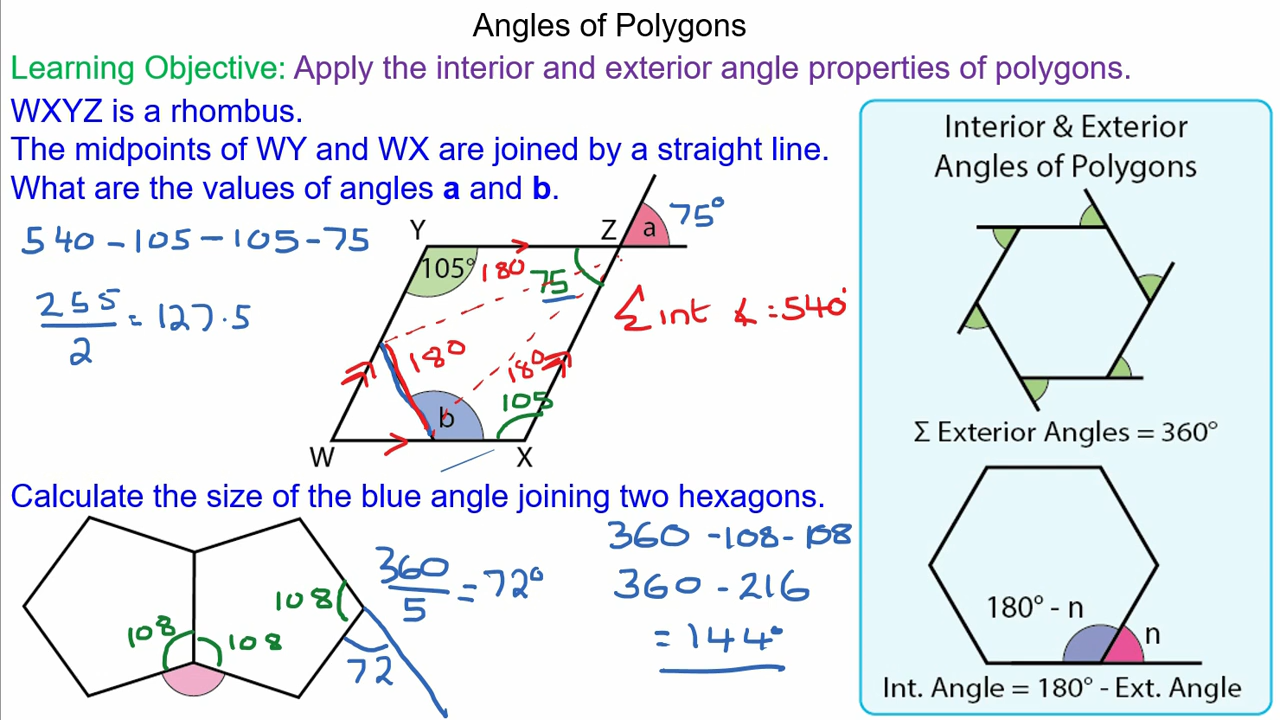 Angles of Polygons
Learning Objective: Apply the interior and exterior angle properties of polygons.
WXYZ is a rhombus.
The midpoints of WY and WX are joined by a straight line.
What are the values of angles a and b.
540 - 105 - 105 - 75
255
2
= 127.5
Y
Z
a
75°
105°
180
75
Σ int ∡ = 540°
180
180
105
b
W
X
Calculate the size of the blue angle joining two hexagons.
108
108
108
72
360
5
= 72°
360 - 108 - 108
360 - 216
= 144°
Interior & Exterior
Angles of Polygons
Σ Exterior Angles = 360°
180° - n
n
Int. Angle = 180° - Ext. Angle